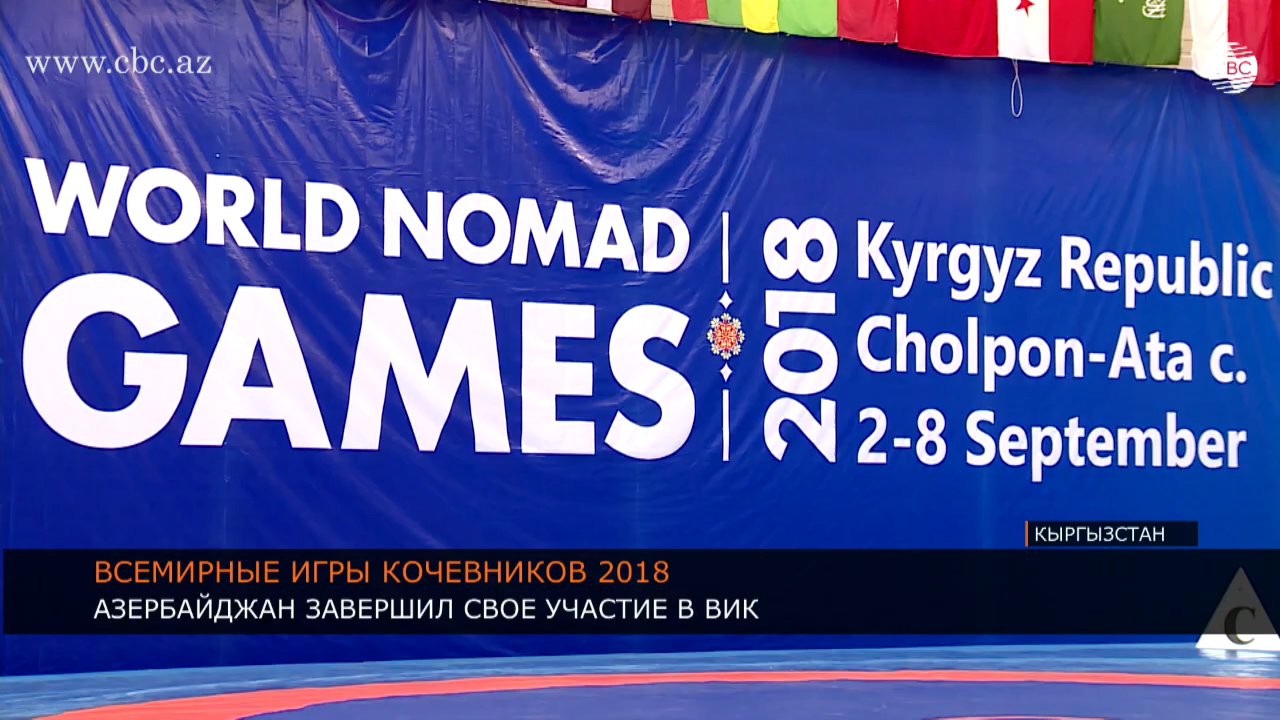 www.cbc.az
BC
WORLD NOMAD
GAMES
2018
Kyrgyz Republic
Cholpon-Ata c.
2-8 September
КЫРГЫЗСТАН
ВСЕМИРНЫЕ ИГРЫ КОЧЕВНИКОВ 2018
АЗЕРБАЙДЖАН ЗАВЕРШИЛ СВОЕ УЧАСТИЕ В ВИК
C